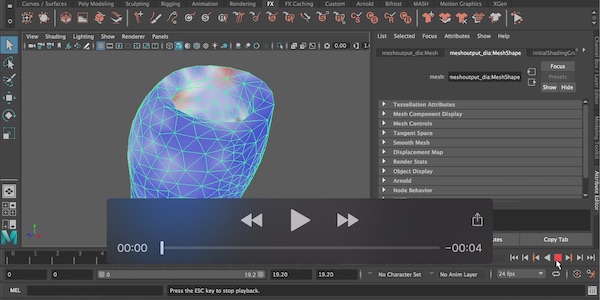 Curves / Surfaces Poly Modeling Sculpting Rigging Animation Rendering FX FX Caching Custom Arnold Bifrost MASH Motion Graphics XGen
View Shading Lighting Show Renderer Panels
List Selected Focus Attributes Show Help
meshoutput_dia:Mesh meshoutput_dia:MeshShape initialShadingGr
0.00
mesh: meshoutput_dia:MeshShape
Focus
Presets
Show Hide
Tessellation Attributes
Mesh Component Display
Mesh Controls
Tangent Space
Smooth Mesh
Displacement Map
Render Stats
Object Display
Arnold
Node Behavior
Channel Box / Layer Editor
Modeling Toolkit
Attribute Editor
00:00 −00:04
Copy Tab
0 0 0 19.2 19.20 19.20 No Character Set No Anim Layer 24 fps
MEL Press the ESC key to stop playback.